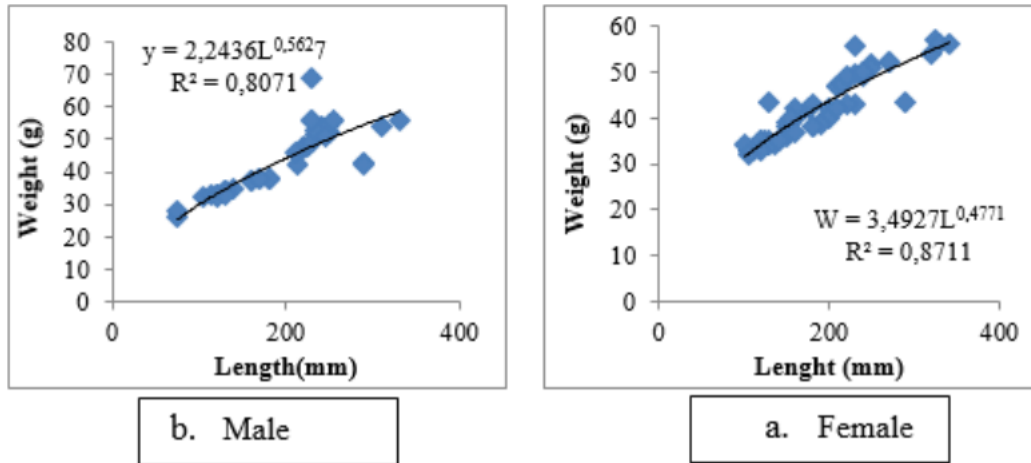 80
70
60
50
40
30
20
10
0
Weight (g)
y = 2,2436L^0,5627
R² = 0,8071
0 200 400
Length(mm)
b. Male
60
50
40
30
20
10
0
Weight (g)
W = 3,4927L^0,4771
R² = 0,8711
0 200 400
Lenght (mm)
a. Female